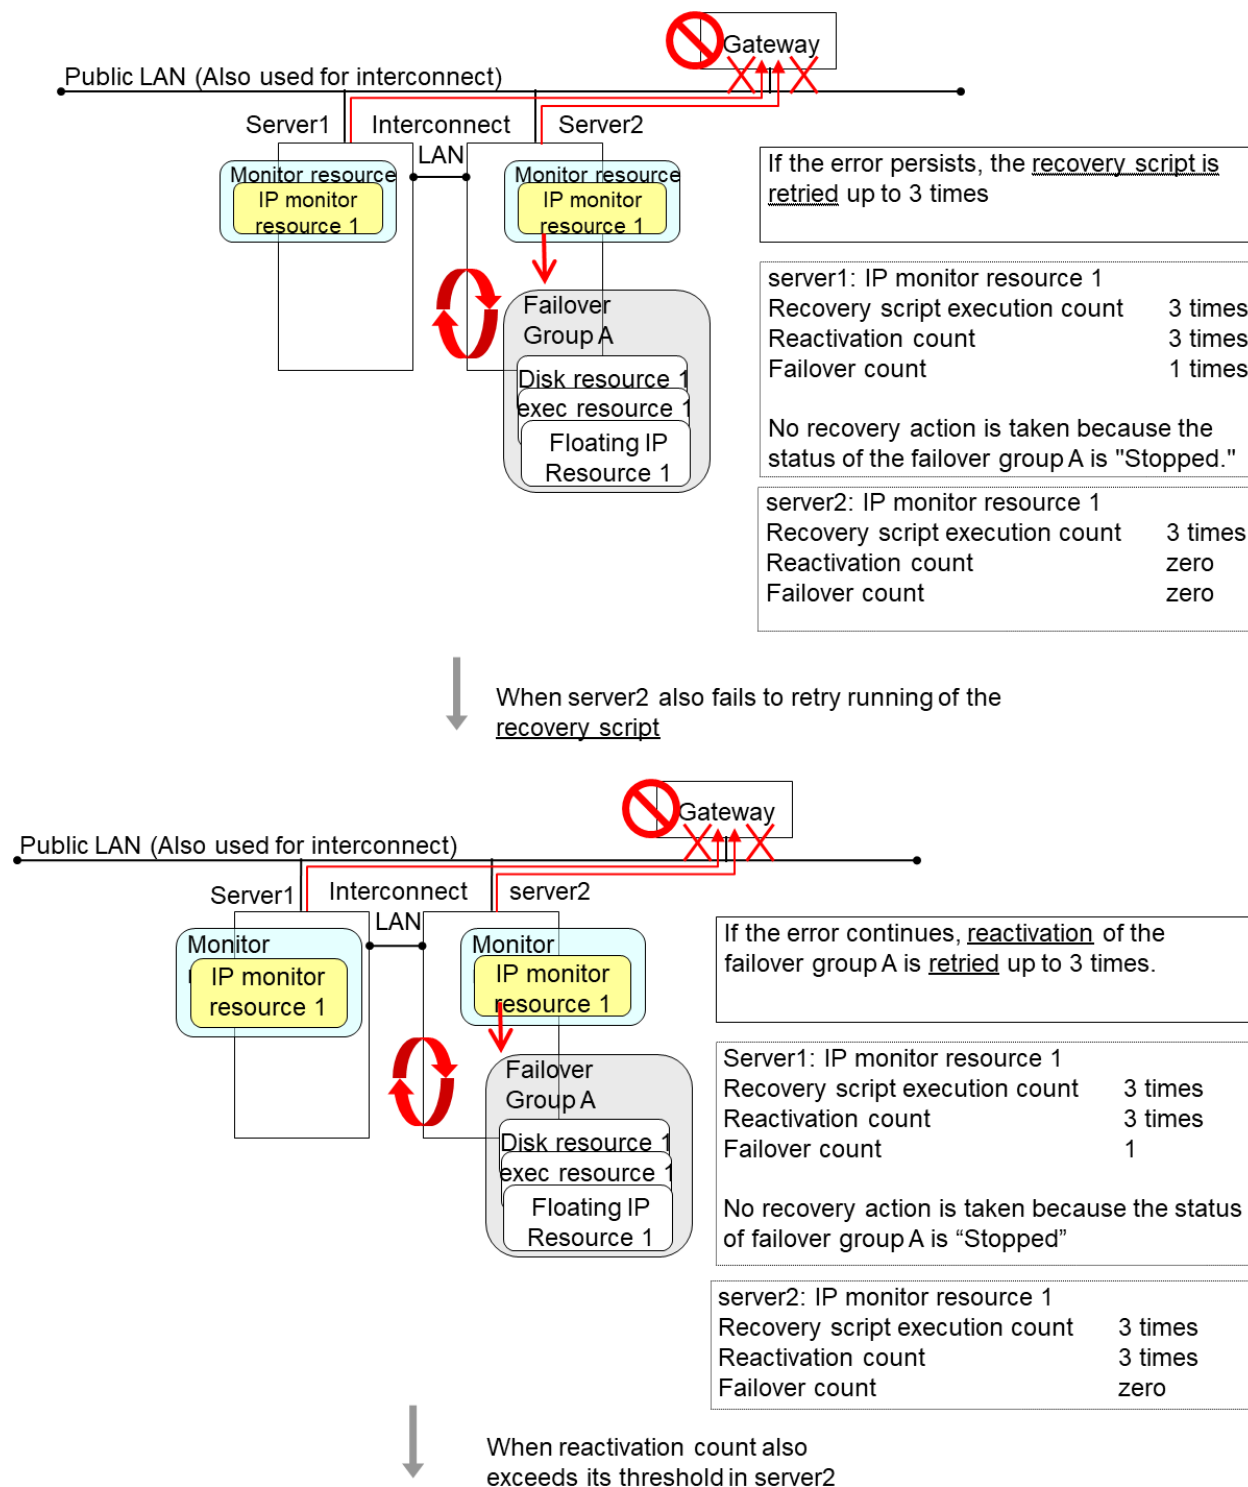 Gateway
Public LAN (Also used for interconnect)
Server1
Interconnect
LAN
Server2
Monitor resource
IP monitor
resource 1
Monitor resource
IP monitor
resource 1
Failover
Group A
Disk resource 1
exec resource 1
Floating IP
Resource 1
If the error persists, the recovery script is
retried up to 3 times
server1: IP monitor resource 1
Recovery script execution count 3 times
Reactivation count 3 times
Failover count 1 times
No recovery action is taken because the
status of the failover group A is "Stopped."
server2: IP monitor resource 1
Recovery script execution count 3 times
Reactivation count zero
Failover count zero
When server2 also fails to retry running of the
recovery script
Gateway
Public LAN (Also used for interconnect)
Server1
Interconnect
LAN
server2
Monitor
IP monitor
resource 1
Monitor
IP monitor
resource 1
Failover
Group A
Disk resource 1
exec resource 1
Floating IP
Resource 1
If the error continues, reactivation of the
failover group A is retried up to 3 times.
Server1: IP monitor resource 1
Recovery script execution count 3 times
Reactivation count 3 times
Failover count 1
No recovery action is taken because the status
of failover group A is “Stopped”
server2: IP monitor resource 1
Recovery script execution count 3 times
Reactivation count 3 times
Failover count zero
When reactivation count also
exceeds its threshold in server2